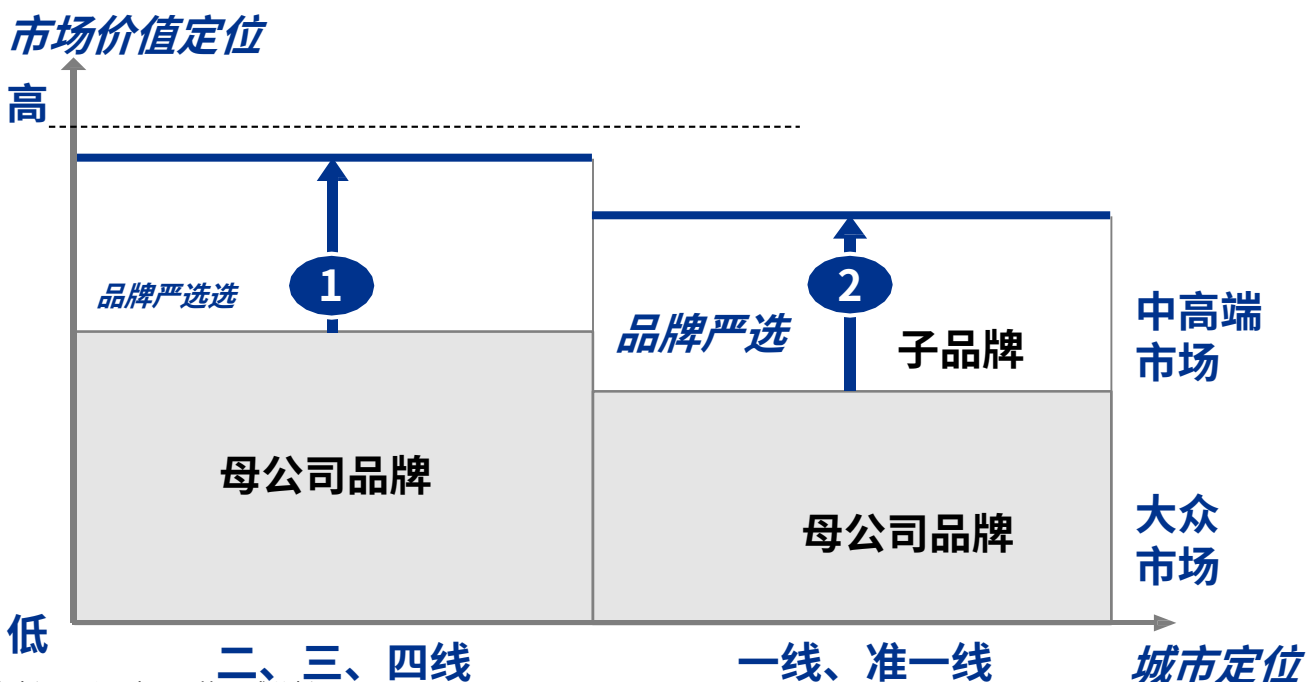 市场价值定位
高
1
2
品牌严选选
品牌严选
子品牌
中高端
市场
母公司品牌
母公司品牌
大众
市场
低
二、三、四线
一线、准一线
城市定位